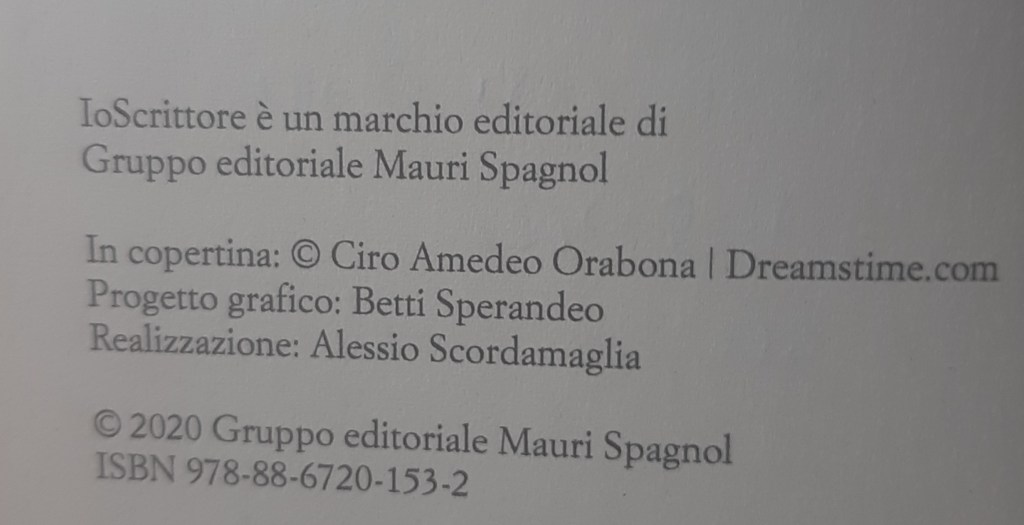 IoScrittore è un marchio editoriale di
Gruppo editoriale Mauri Spagnol
In copertina: © Ciro Amedeo Orabona | Dreamstime.com
Progetto grafico: Betti Sperandeo
Realizzazione: Alessio Scordamaglia
© 2020 Gruppo editoriale Mauri Spagnol
ISBN 978-88-6720-153-2